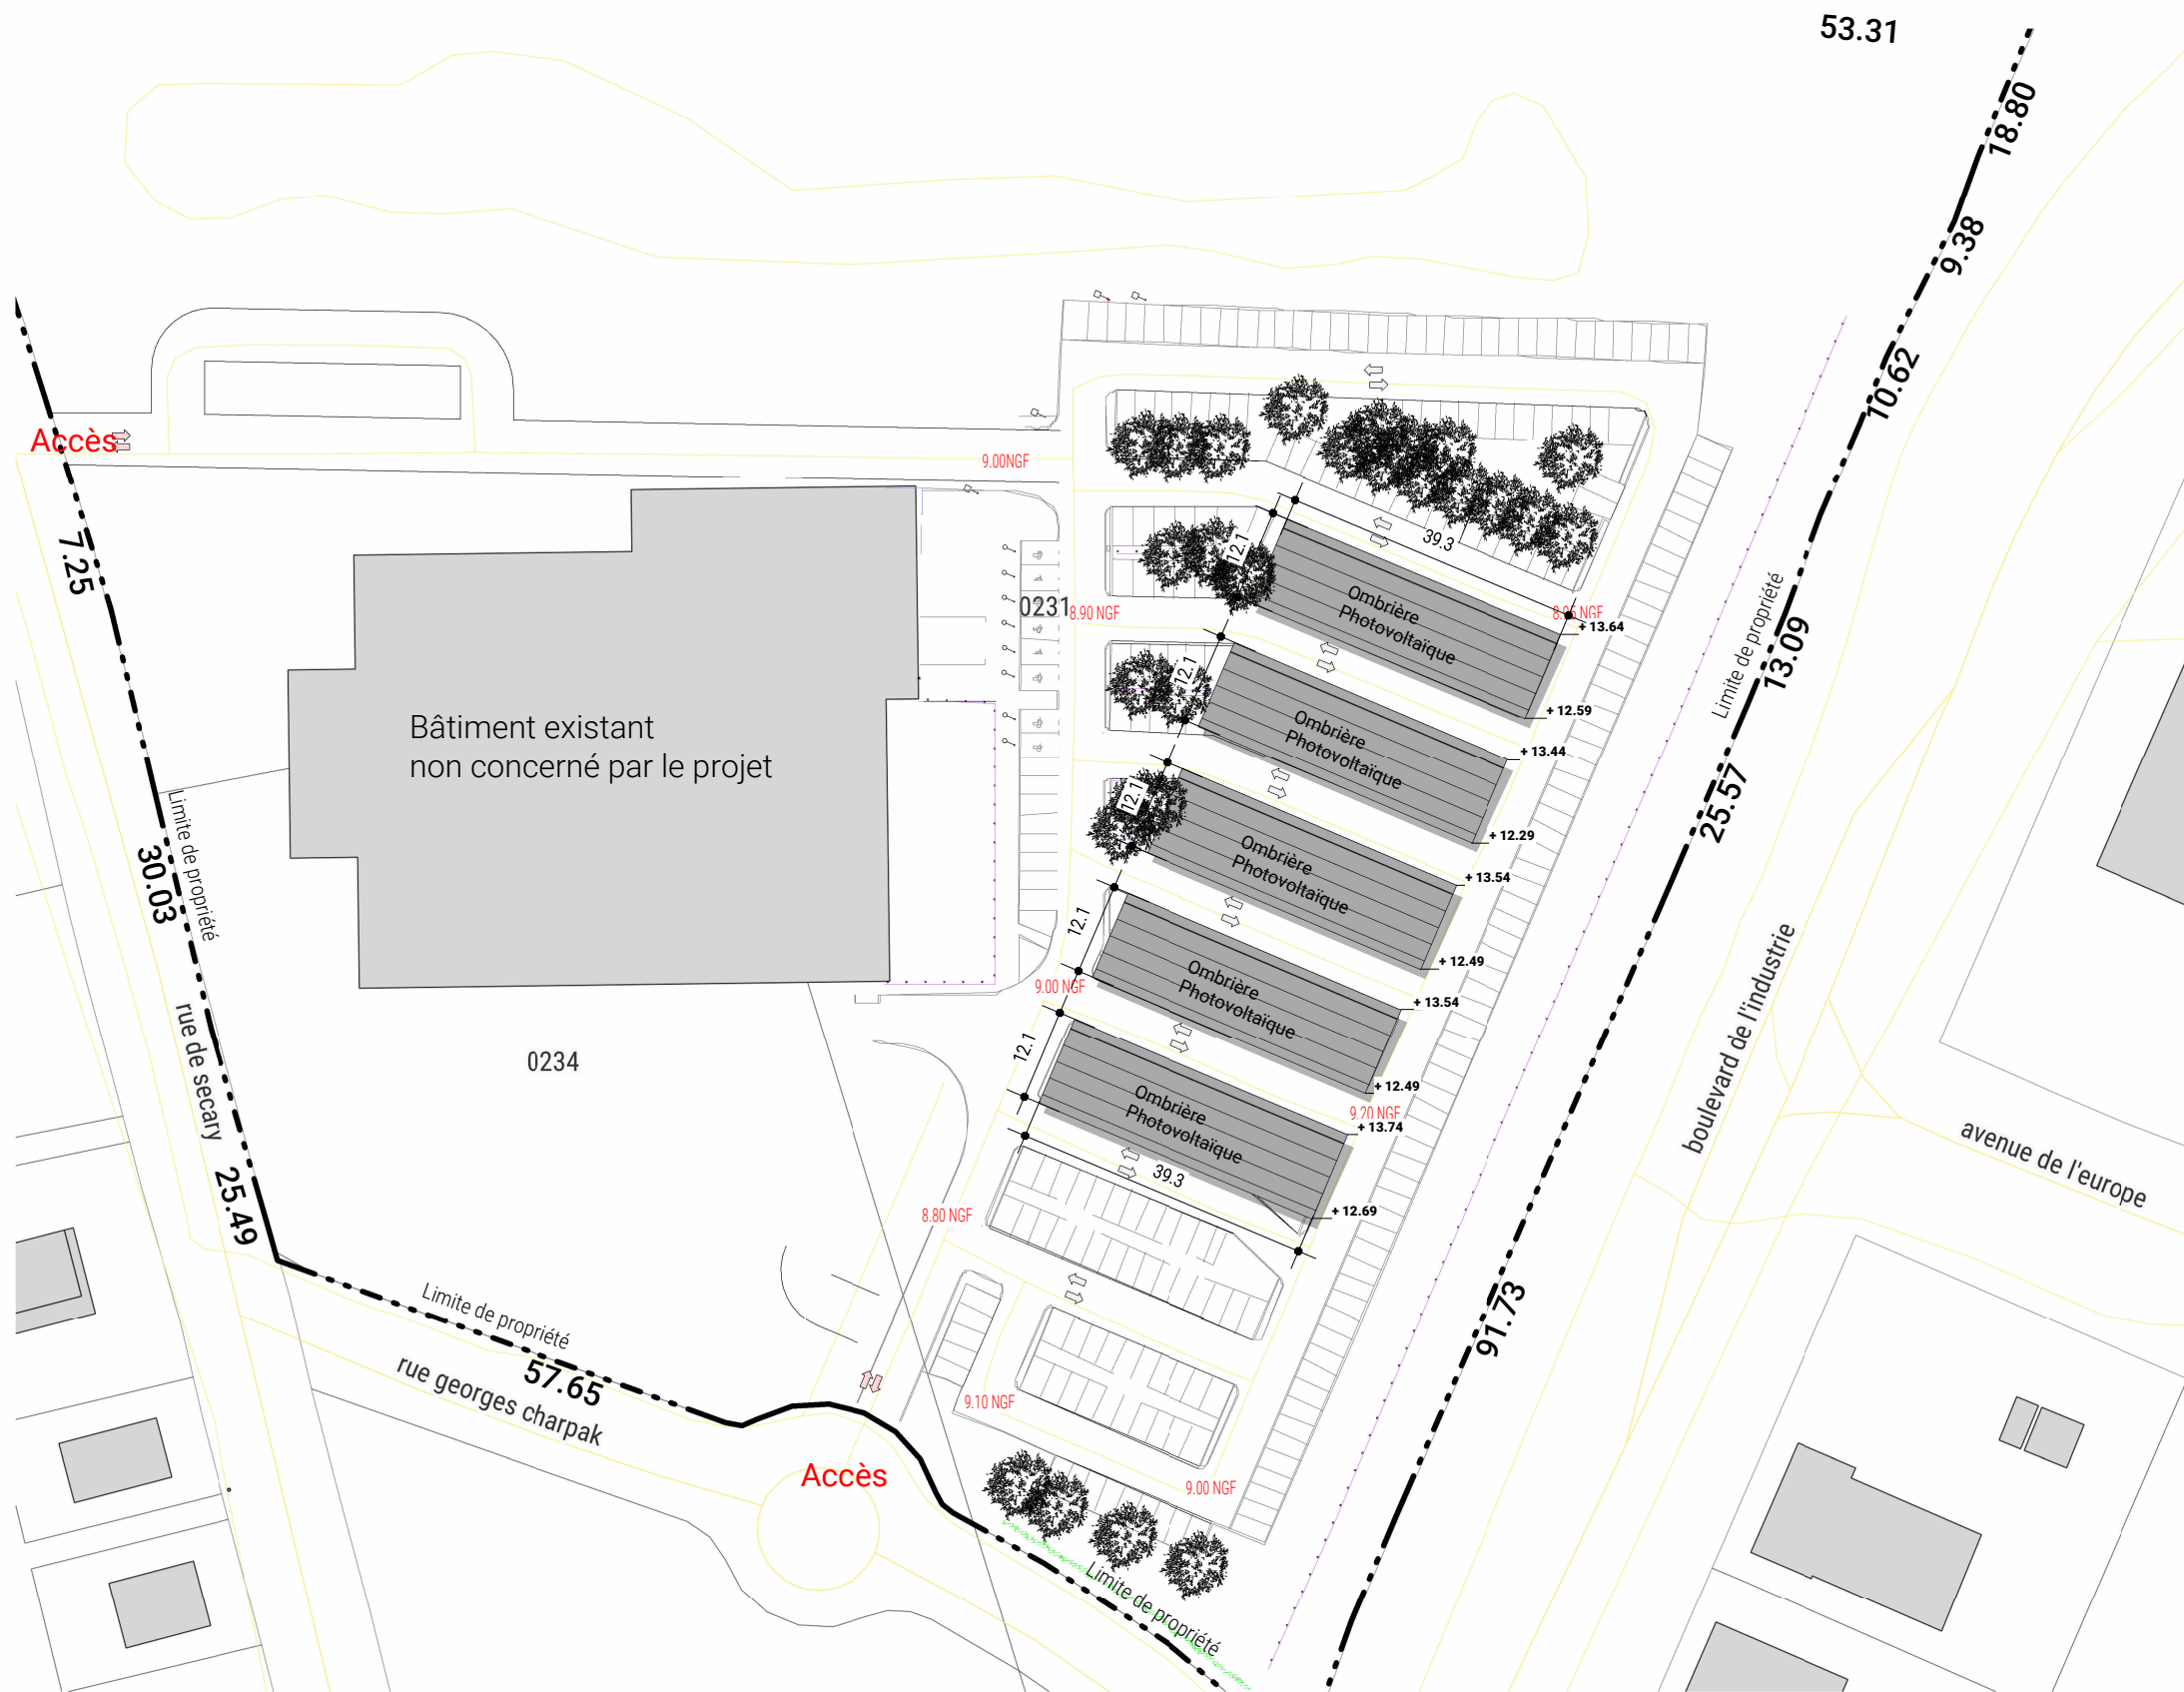 53.31
18.80
9.38
10.62
Accès
9.00NGF
7.25
39.3
12.1
Ombrière
Photovoltaïque
0231
8.90 NGF
+ 13.64
Limite de propriété
13.09
12.1
Ombrière
Photovoltaïque
+ 12.59
+ 13.44
Bâtiment existant
non concerné par le projet
12.1
Ombrière
Photovoltaïque
+ 12.29
25.57
Limite de propriété
30.03
+ 13.54
12.1
Ombrière
Photovoltaïque
+ 12.49
9.00 NGF
+ 13.54
boulevard de l'industrie
rue de secary
0234
12.1
Ombrière
Photovoltaïque
+ 12.49
9.20 NGF
+ 13.74
avenue de l'europe
25.49
39.3
8.80 NGF
+ 12.69
Limite de propriété
57.65
rue georges charpak
91.73
9.10 NGF
Accès
9.00 NGF
Limite de propriété